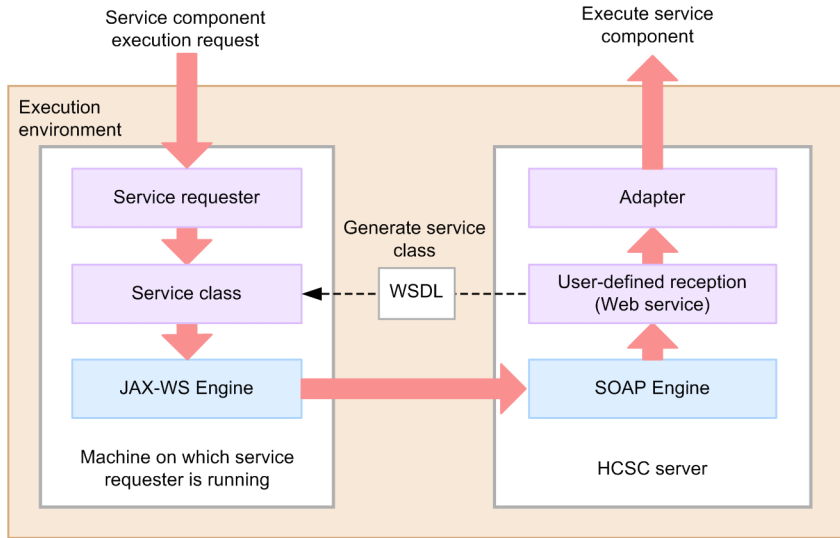 Service component
execution request
Execute service
component
Execution
environment
Service requester
Adapter
Generate service
class
Service class
WSDL
User-defined reception
(Web service)
JAX-WS Engine
SOAP Engine
Machine on which service
requester is running
HCSC server